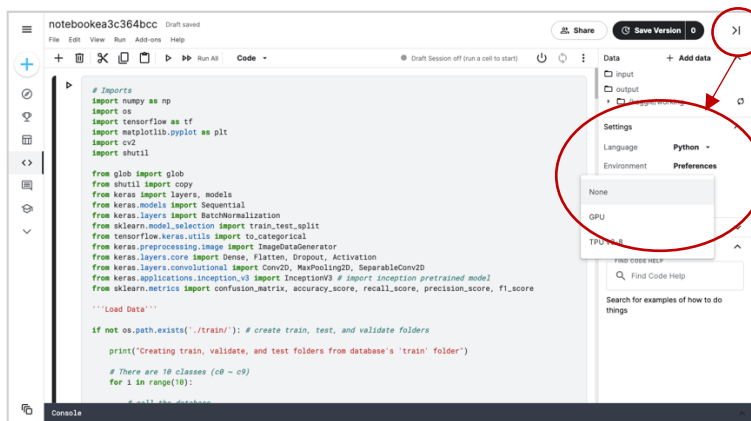 notebookea3c364bcc Draft saved
File Edit View Run Add-ons Help
Share
Save Version 0
Run All Code
Draft Session off (run a cell to start)
Data + Add data
input
output
Settings
Language Python
Environment Preferences
None
GPU
TPU v3-8
FIND CODE HELP
Find Code Help
Search for examples of how to do
things
# Imports
import numpy as np
import os
import tensorflow as tf
import matplotlib.pyplot as plt
import cv2
import shutil
from glob import glob
from shutil import copy
from keras import layers, models
from keras.models import Sequential
from keras.layers import BatchNormalization
from sklearn.model_selection import train_test_split
from tensorflow.keras.utils import to_categorical
from keras.preprocessing.image import ImageDataGenerator
from keras.layers.core import Dense, Flatten, Dropout, Activation
from keras.layers.convolutional import Conv2D, MaxPooling2D, SeparableConv2D
from keras.applications.inception_v3 import InceptionV3 # import inception pretrained model
from sklearn.metrics import confusion_matrix, accuracy_score, recall_score, precision_score, f1_score
'''Load Data'''
if not os.path.exists('./train/'): # create train, test, and validate folders
print("Creating train, validate, and test folders from database's 'train' folder")
# There are 10 classes (c0 ~ c9)
for i in range(10):
Console